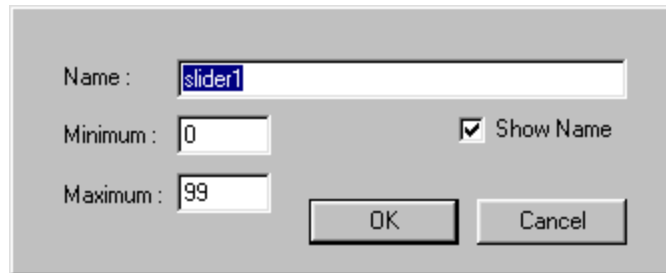 Name : slider1
Minimum : 0
Show Name
Maximum : 99
OK
Cancel